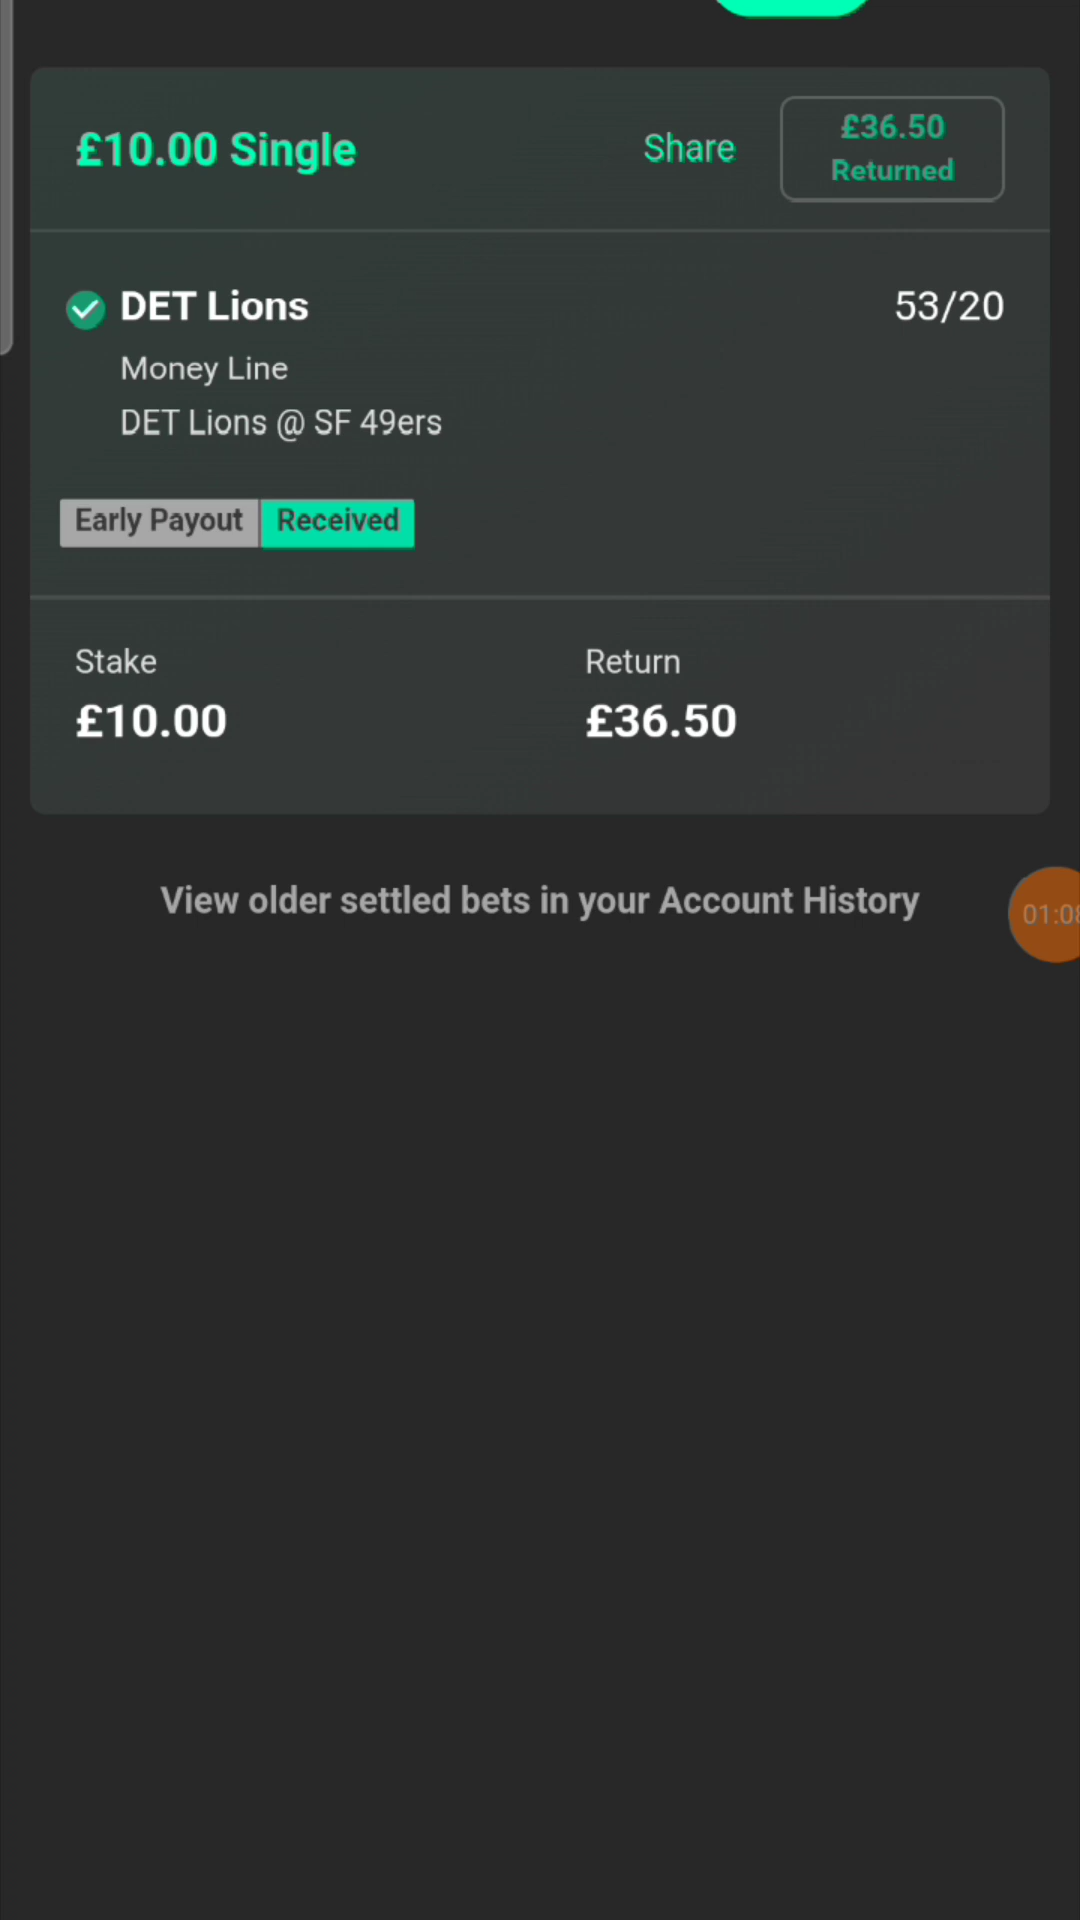 £10.00 Single
Share
£36.50
Returned
DET Lions
53/20
Money Line
DET Lions @ SF 49ers
Early Payout
Received
Stake
Return
£10.00
£36.50
View older settled bets in your Account History